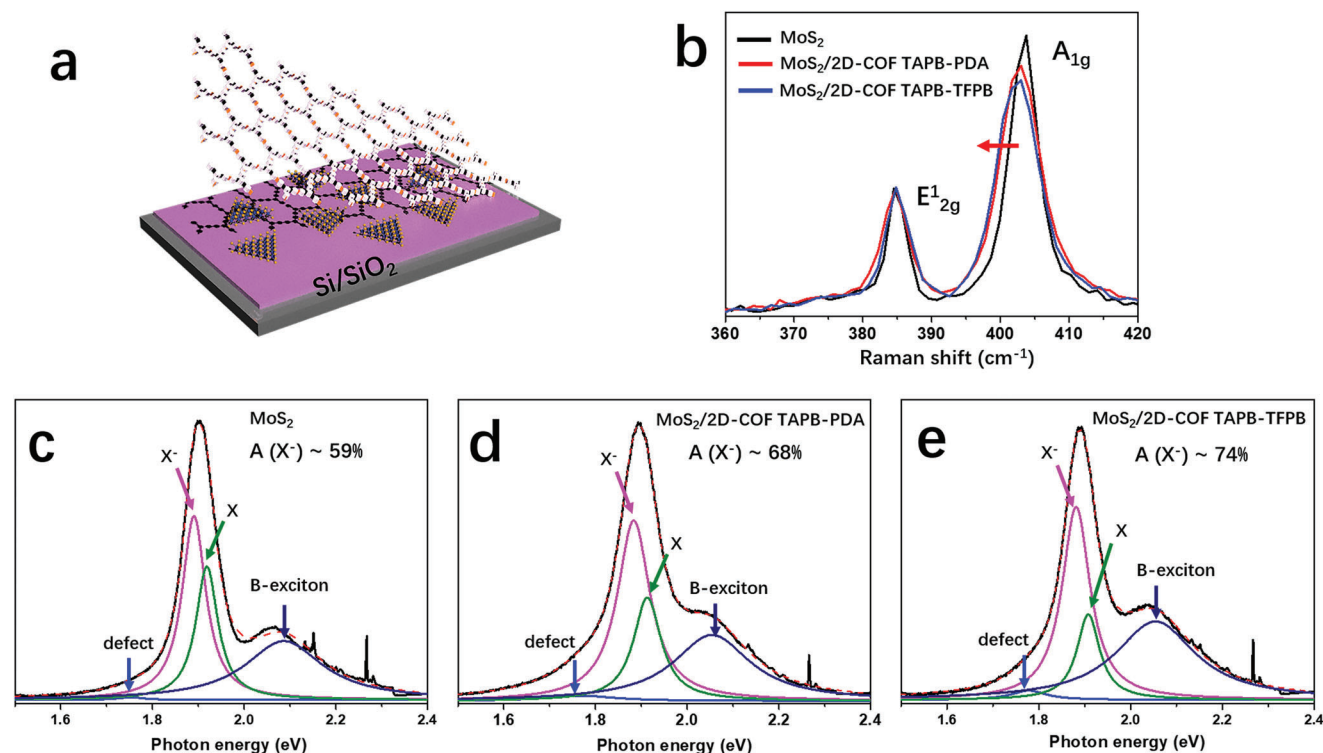 a
Si/SiO₂
b
MoS₂
MoS₂/2D-COF TAPB-PDA
MoS₂/2D-COF TAPB-TFPB
A₁g
E¹₂g
360 370 380 390 400 410 420
Raman shift (cm⁻¹)
c
MoS₂
A (X⁻) ~ 59%
X⁻
X
B-exciton
defect
1.6 1.8 2.0 2.2 2.4
Photon energy (eV)
d
MoS₂/2D-COF TAPB-PDA
A (X⁻) ~ 68%
X⁻
X
B-exciton
defect
1.6 1.8 2.0 2.2 2.4
Photon energy (eV)
e
MoS₂/2D-COF TAPB-TFPB
A (X⁻) ~ 74%
X⁻
X
B-exciton
defect
1.6 1.8 2.0 2.2 2.4
Photon energy (eV)